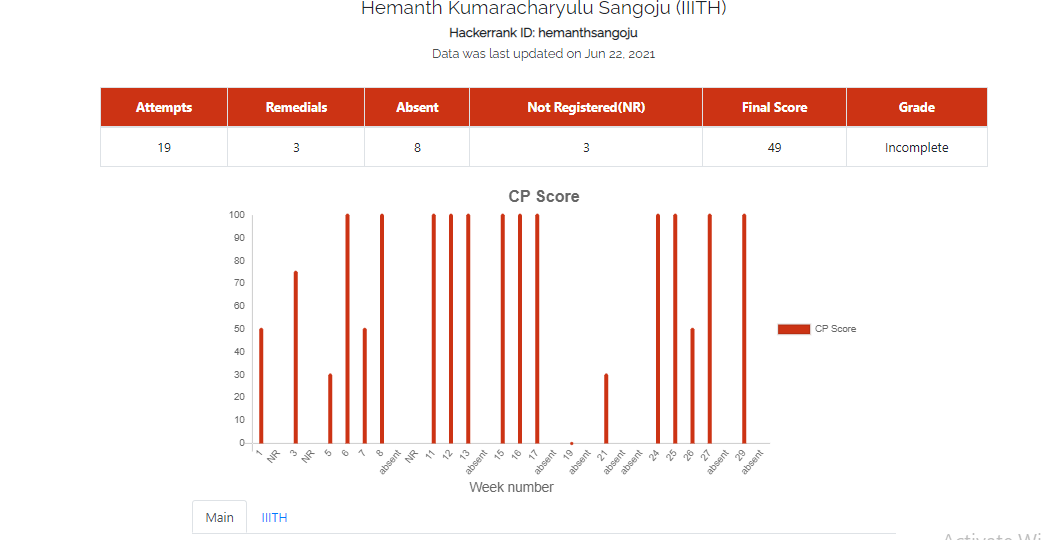 Hemanth Kumaracharyulu Sangoju (IIITH)
Hackerrank ID: hemanthsangoju
Data was last updated on Jun 22, 2021
Attempts Remedials Absent Not Registered(NR) Final Score Grade
19 3 8 3 49 Incomplete
CP Score
100
90
80
70
60
50
40
30
20
10
0
CP Score
1 NR 3 NR 5 6 7 8 absent NR 11 12 13 absent 15 16 17 absent 19 absent 21 absent absent 24 25 26 27 absent 29 absent
Week number
Main IIITH